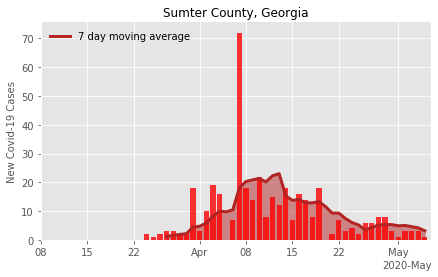 Sumter County, Georgia
7 day moving average
New Covid-19 Cases
70
60
50
40
30
20
10
0
08 15 22 Apr 08 15 22 May
2020-May